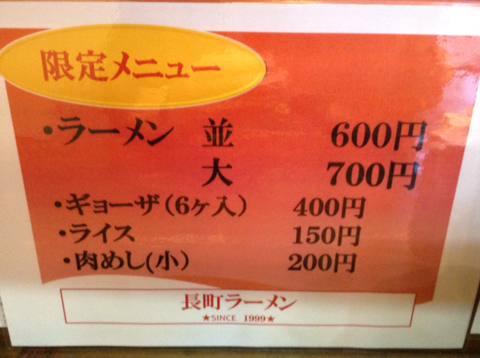 限定メニュー
・ラーメン 並 600円
大 700円
・ギョーザ(6ヶ入) 400円
・ライス 150円
・肉めし(小) 200円
長町ラーメン
★SINCE 1999★